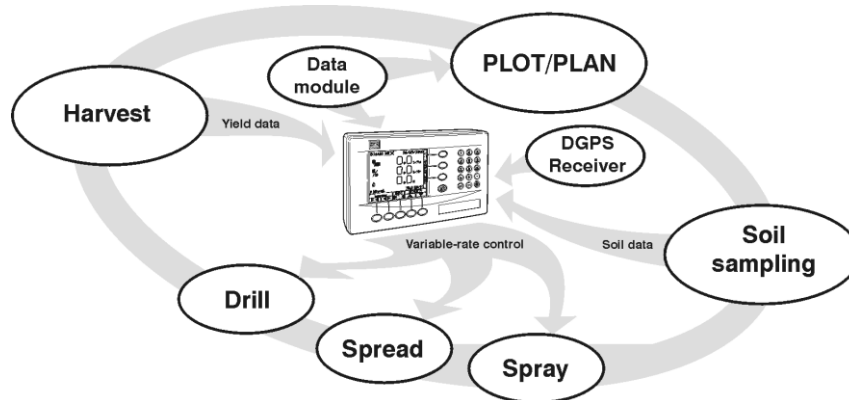 PLOT/PLAN
Data
module
Harvest
Yield data
DGPS
Receiver
Variable-rate control
Soil data
Soil
sampling
Drill
Spread
Spray